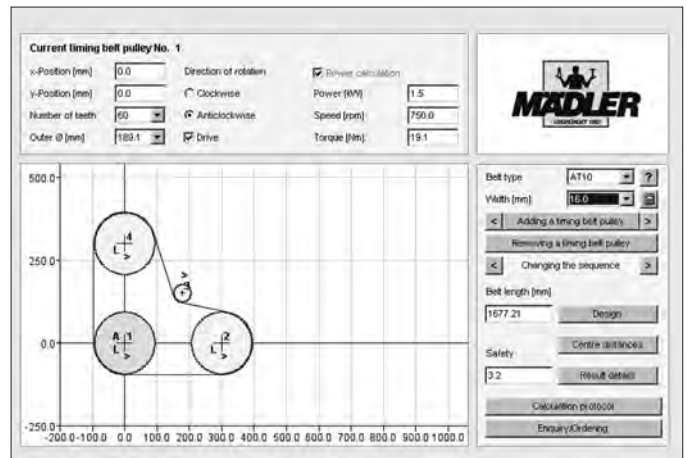 Current timing belt pulley No. 1
x-Position [mm] 0.0 Direction of rotation Power calculation
y-Position [mm] 0.0 Clockwise Power [kW] 1.5
Number of teeth 60 Anticlockwise Speed [rpm] 750.0
Outer Ø [mm] 189.1 Drive Torque [Nm] 19.1
MÄDLER
Belt type AT10 ?
Width [mm] 16.0
< Adding a timing belt pulley >
Removing a timing belt pulley
< Changing the sequence >
Belt length [mm]
1677.21 Design
Centre distances
Safety
3.2 Result details
Calculation protocol
Enquiry/Ordering
500.0
250.0
0.0
-250.0
-200.0 -100.0 0.0 100.0 200.0 300.0 400.0 500.0 600.0 700.0 800.0 900.0 1000.0
4
L >
>
3
A 1
L >
2
L >